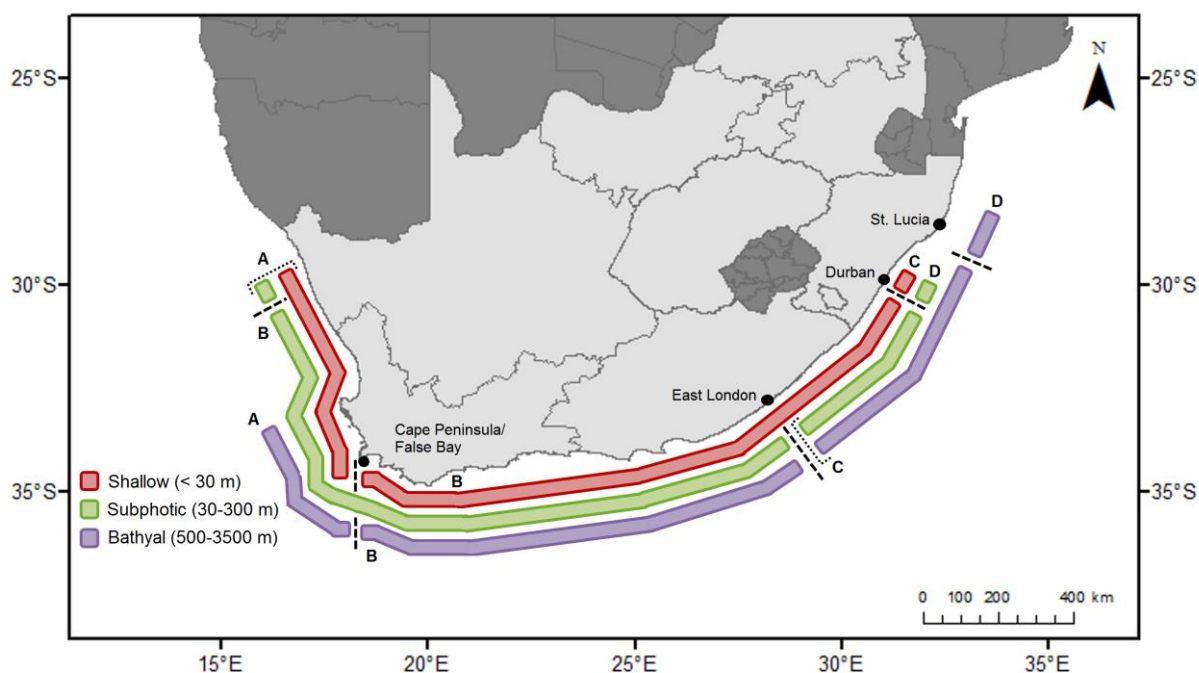 N
25°S
25°S
St. Lucia
D
A
Durban
C
D
30°S
30°S
B
East London
A
Cape Peninsula/
False Bay
C
B
35°S
35°S
Shallow (< 30 m)
Subphotic (30-300 m)
Bathyal (500-3500 m)
B
0 100 200 400 km
15°E 20°E 25°E 30°E 35°E